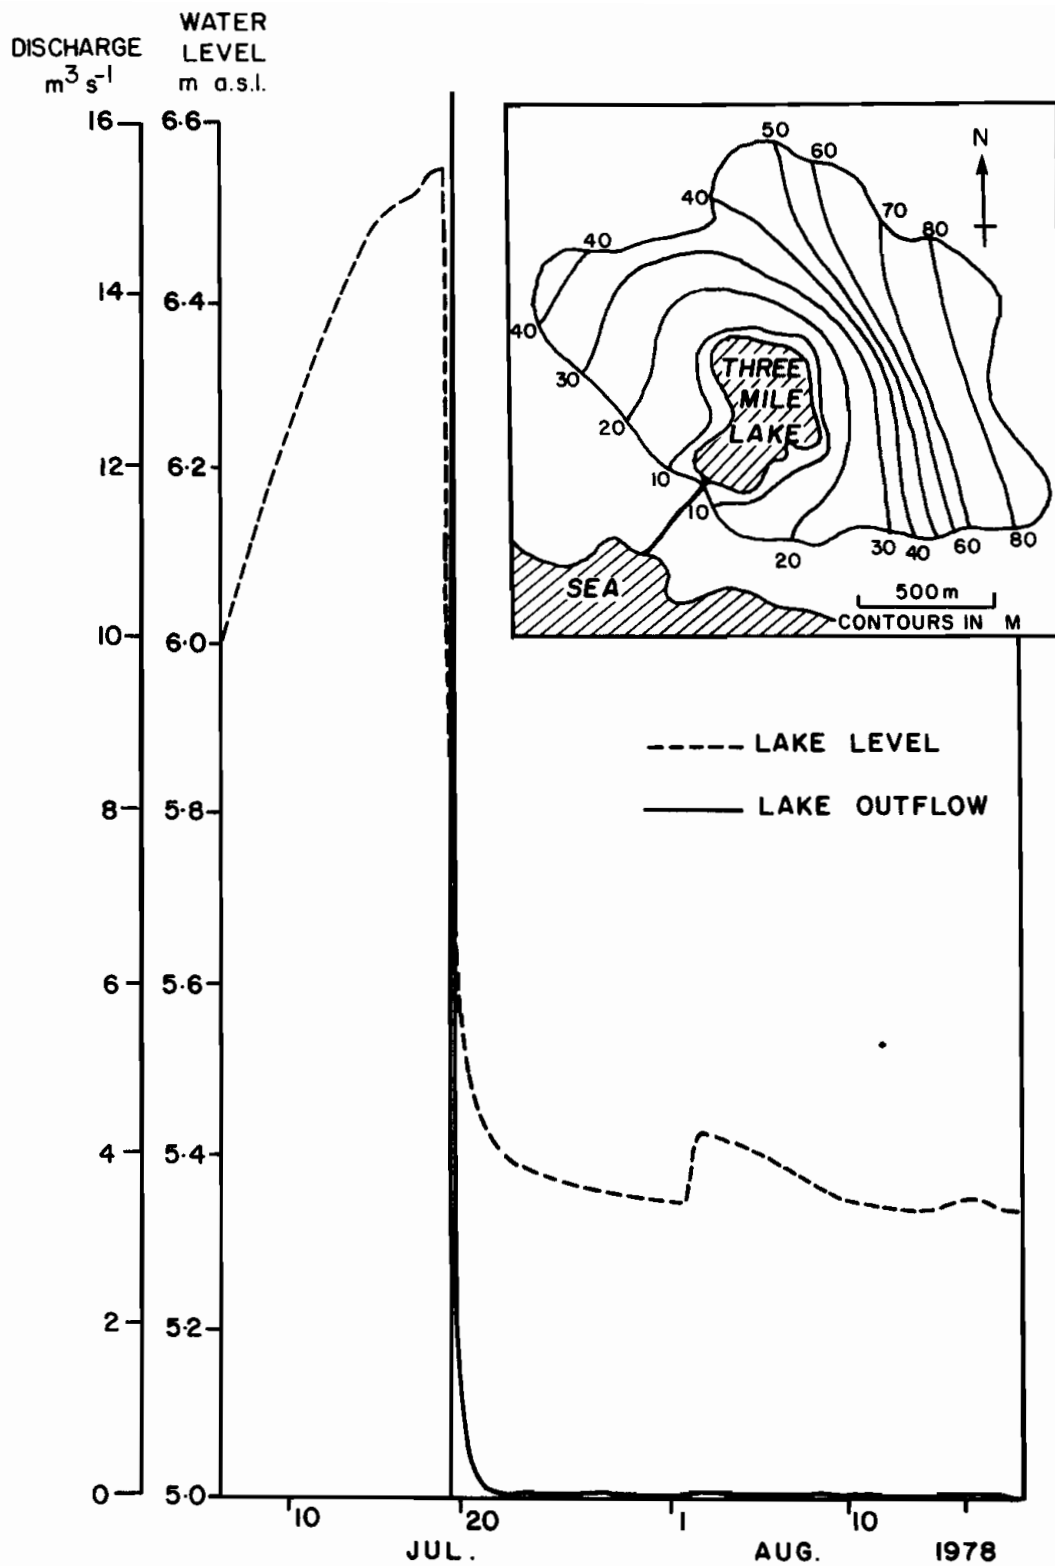 DISCHARGE
m³ s⁻¹
WATER
LEVEL
m a.s.l.
16
14
12
10
8
6
4
2
0
6·6
6·4
6·2
6·0
5·8
5·6
5·4
5·2
5·0
50
60
N
40
70
80
40
40
THREE
MILE
LAKE
30
20
10
10
20
30
40
60
80
SEA
500 m
CONTOURS IN M
LAKE LEVEL
LAKE OUTFLOW
10
20
1
10
JUL.
AUG.
1978